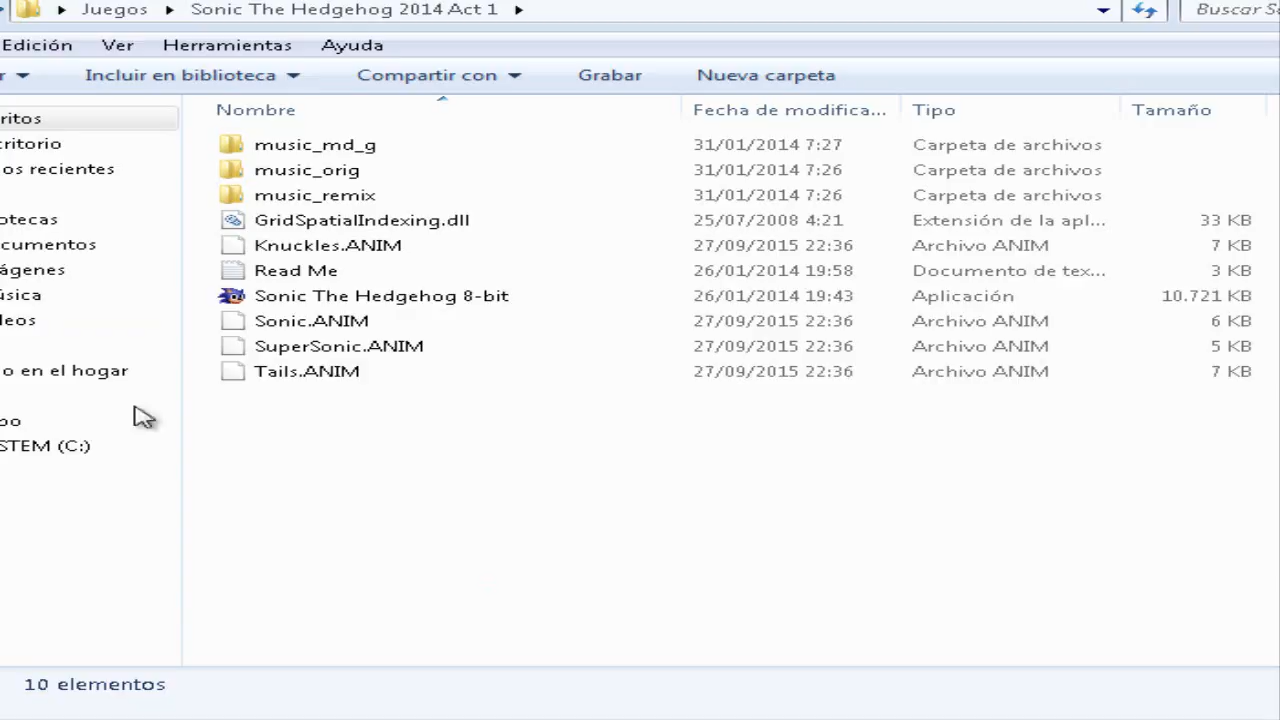 Juegos Sonic The Hedgehog 2014 Act 1 Buscar S
Edición Ver Herramientas Ayuda
r Incluir en biblioteca Compartir con Grabar Nueva carpeta
Nombre Fecha de modifica... Tipo Tamaño
ritos
critorio
os recientes
otecas
cumentos
ágenes
úsica
leos
o en el hogar
po
STEM (C:)
music_md_g 31/01/2014 7:27 Carpeta de archivos
music_orig 31/01/2014 7:26 Carpeta de archivos
music_remix 31/01/2014 7:26 Carpeta de archivos
GridSpatialIndexing.dll 25/07/2008 4:21 Extensión de la apl... 33 KB
Knuckles.ANIM 27/09/2015 22:36 Archivo ANIM 7 KB
Read Me 26/01/2014 19:58 Documento de tex... 3 KB
Sonic The Hedgehog 8-bit 26/01/2014 19:43 Aplicación 10.721 KB
Sonic.ANIM 27/09/2015 22:36 Archivo ANIM 6 KB
SuperSonic.ANIM 27/09/2015 22:36 Archivo ANIM 5 KB
Tails.ANIM 27/09/2015 22:36 Archivo ANIM 7 KB
10 elementos